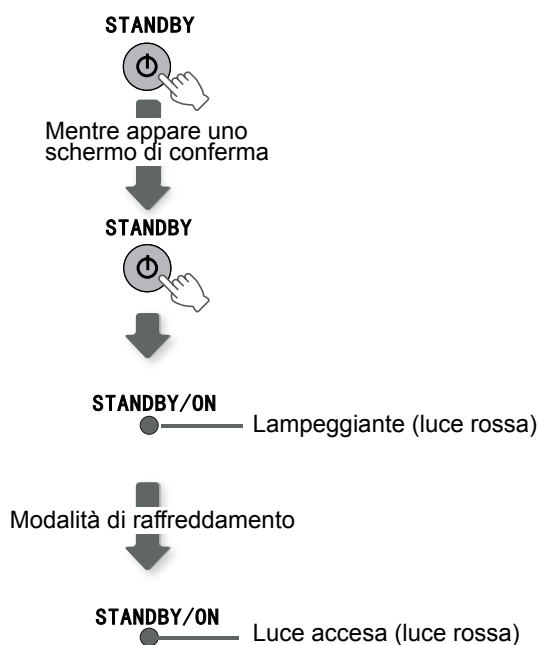 STANDBY
Mentre appare uno
schermo di conferma
STANDBY
STANDBY/ON
Lampeggiante (luce rossa)
Modalità di raffreddamento
STANDBY/ON
Luce accesa (luce rossa)